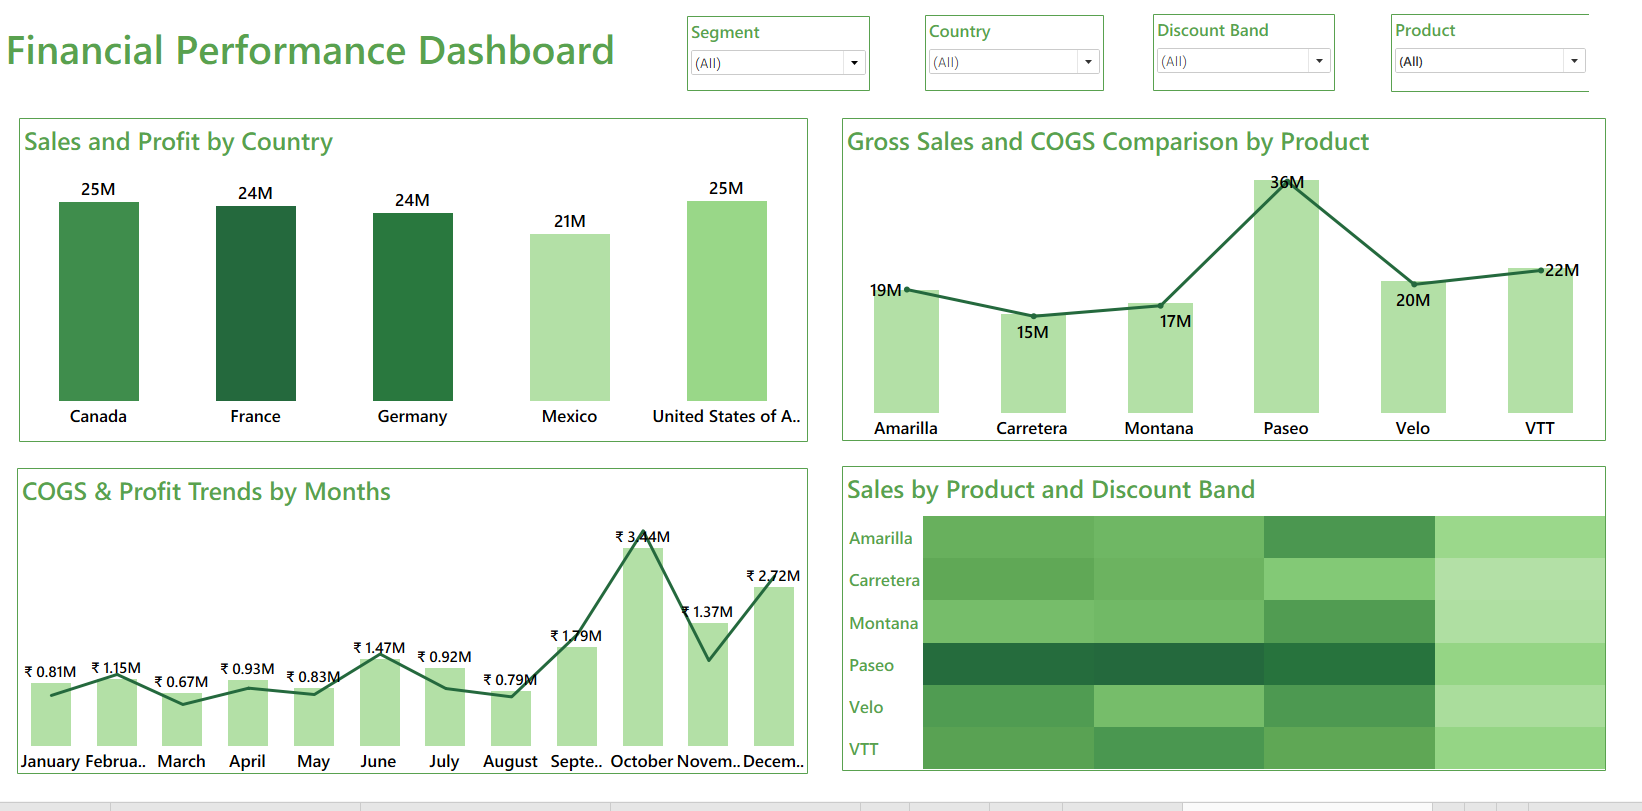 Financial Performance Dashboard
Segment
(All)
Country
(All)
Discount Band
(All)
Product
(All)
Sales and Profit by Country
25M
24M
24M
21M
25M
Canada
France
Germany
Mexico
United States of A..
Gross Sales and COGS Comparison by Product
19M
15M
17M
36M
20M
22M
Amarilla
Carretera
Montana
Paseo
Velo
VTT
COGS & Profit Trends by Months
₹ 0.81M
₹ 1.15M
₹ 0.67M
₹ 0.93M
₹ 0.83M
₹ 1.47M
₹ 0.92M
₹ 0.79M
₹ 1.79M
₹ 3.44M
₹ 1.37M
₹ 2.72M
January
Februa..
March
April
May
June
July
August
Septe..
October
Novem..
Decem..
Sales by Product and Discount Band
Amarilla
Carretera
Montana
Paseo
Velo
VTT